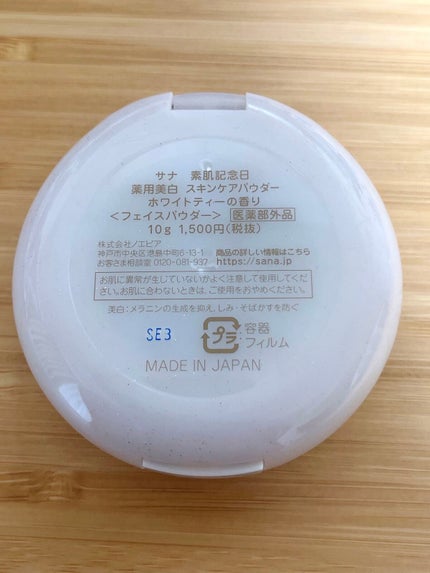 サナ 素肌記念日
薬用美白 スキンケアパウダー
ホワイトティーの香り
＜フェイスパウダー＞ 医薬部外品
10g 1,500円(税抜)
株式会社ノエビア
神戸市中央区港島中町6-13-1 商品の詳しい情報はこちら
お客さま相談室 0120-081-937 https://sana.jp
お肌に異常が生じていないかよく注意して使用してくだ
さい。お肌に合わないときは、ご使用をおやめください。
美白：メラニンの生成を抑え、しみ・そばかすを防ぐ
SE3
プラ
容器
フィルム
MADE IN JAPAN